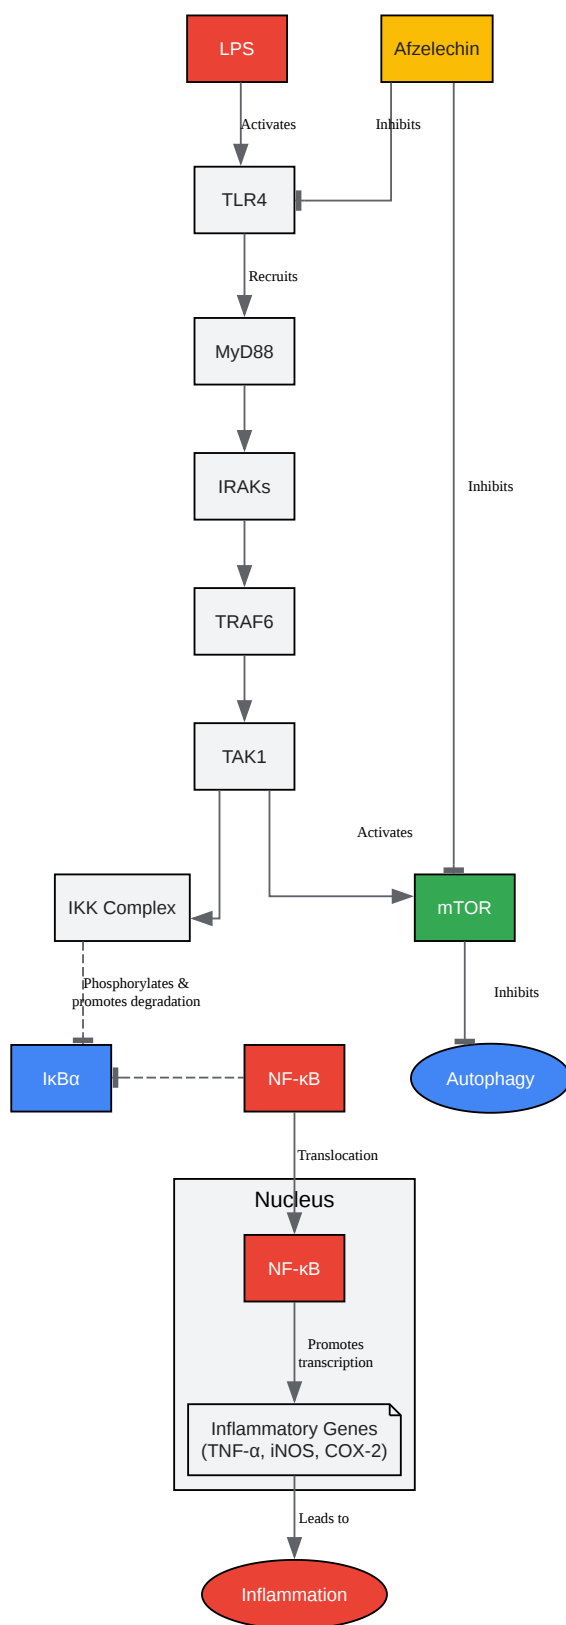 LPS
Afzelechin
Activates
Inhibits
TLR4
Recruits
MyD88
IRAKs
Inhibits
TRAF6
TAK1
Activates
IKK Complex
mTOR
Phosphorylates &
promotes degradation
Inhibits
IκBα
NF-κB
Autophagy
Translocation
Nucleus
NF-κB
Promotes
transcription
Inflammatory Genes
(TNF-α, iNOS, COX-2)
Leads to
Inflammation